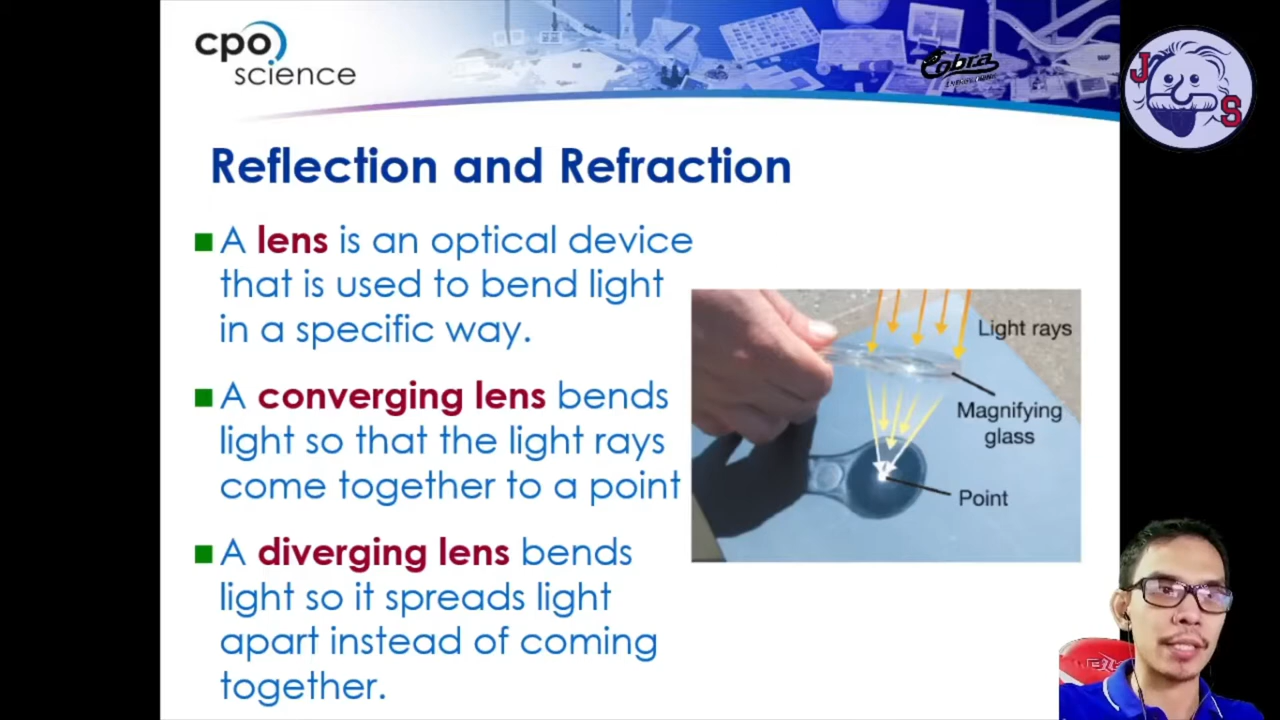 cpo
science
Cobra
J
S
Reflection and Refraction
A lens is an optical device
that is used to bend light
in a specific way.
A converging lens bends
light so that the light rays
come together to a point
A diverging lens bends
light so it spreads light
apart instead of coming
together.
Light rays
Magnifying
glass
Point